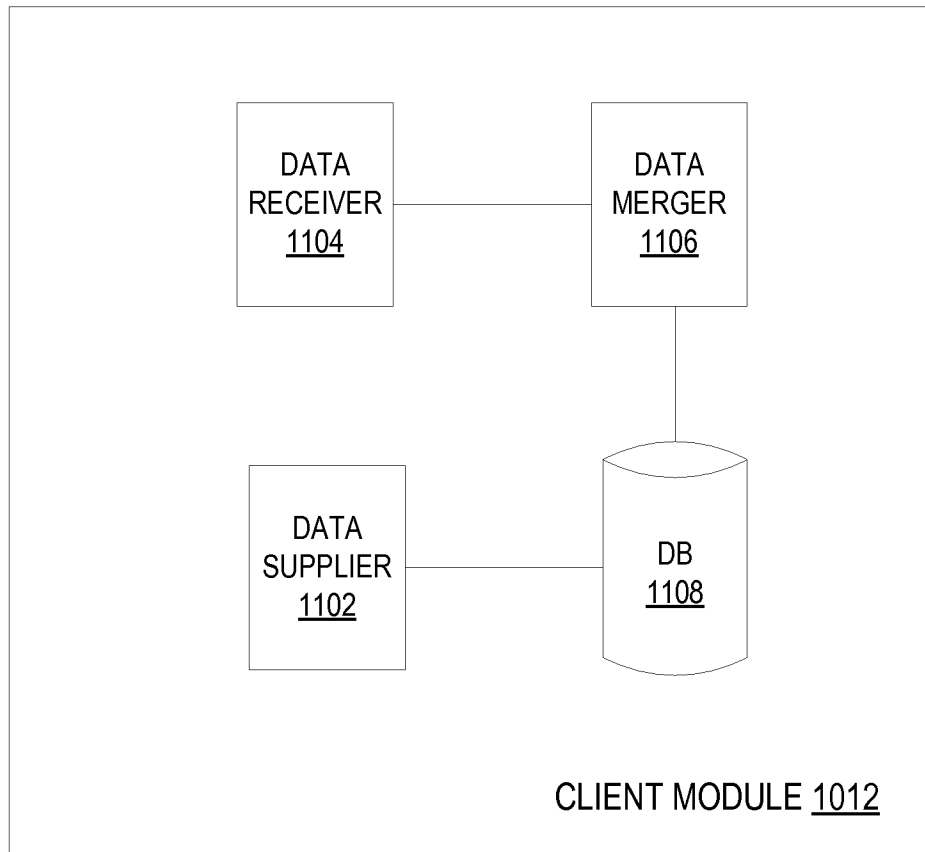 DATA
RECEIVER
1104
DATA
MERGER
1106
DATA
SUPPLIER
1102
DB
1108
CLIENT MODULE 1012